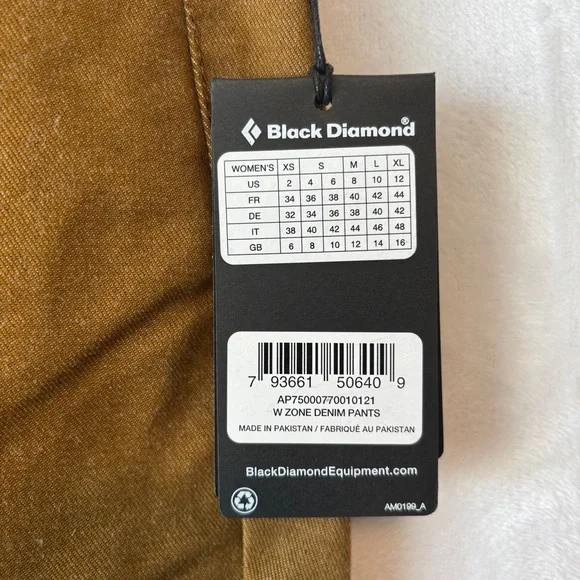 Black Diamond®
WOMEN'S XS S M L XL
US 2 4 6 8 10 12
FR 34 36 38 40 42 44
DE 32 34 36 38 40 42
IT 38 40 42 44 46 48
GB 6 8 10 12 14 16
7 93661 50640 9
AP75000770010121
W ZONE DENIM PANTS
MADE IN PAKISTAN / FABRIQUÉ AU PAKISTAN
BlackDiamondEquipment.com
AM0199_A